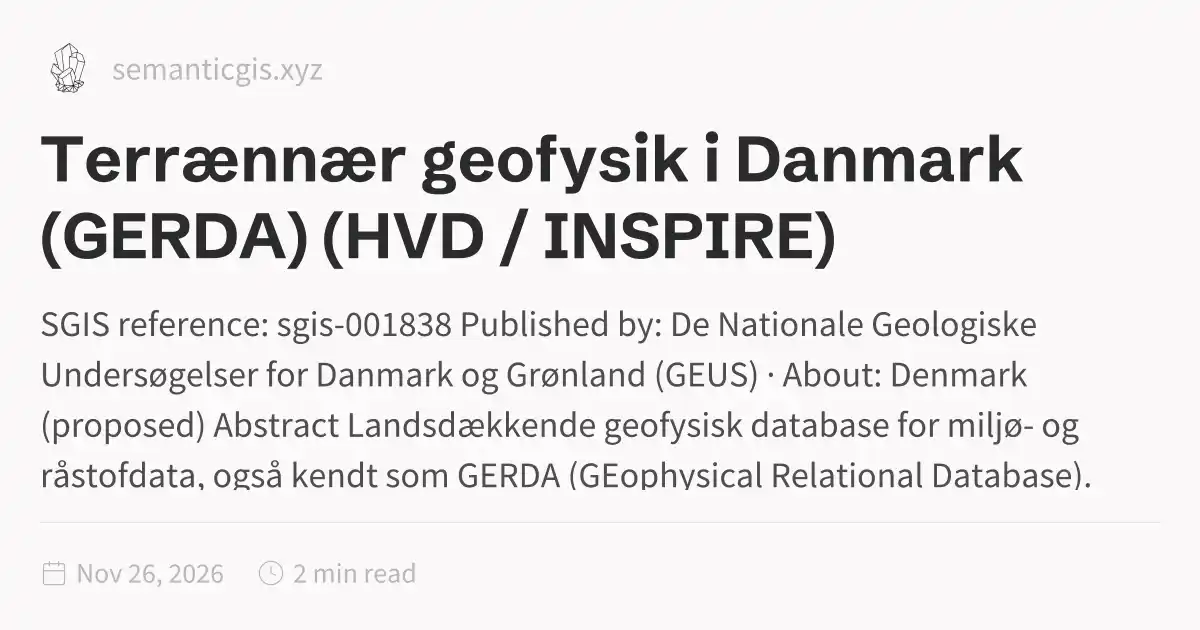 semanticgis.xyz
Terrænnær geofysik i Danmark
(GERDA) (HVD / INSPIRE)
SGIS reference: sgis-001838 Published by: De Nationale Geologiske
Undersøgelser for Danmark og Grønland (GEUS) · About: Denmark
(proposed) Abstract Landsdækkende geofysisk database for miljø- og
råstofdata, også kendt som GERDA (GEophysical Relational Database).
Nov 26, 2026
2 min read